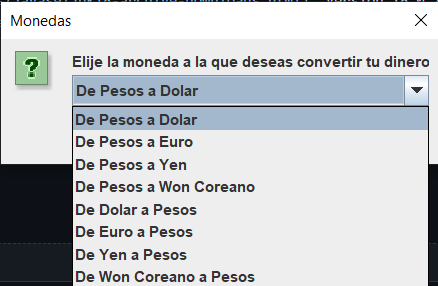 Monedas
?
Elije la moneda a la que deseas convertir tu dinero
De Pesos a Dolar
De Pesos a Dolar
De Pesos a Euro
De Pesos a Yen
De Pesos a Won Coreano
De Dolar a Pesos
De Euro a Pesos
De Yen a Pesos
De Won Coreano a Pesos